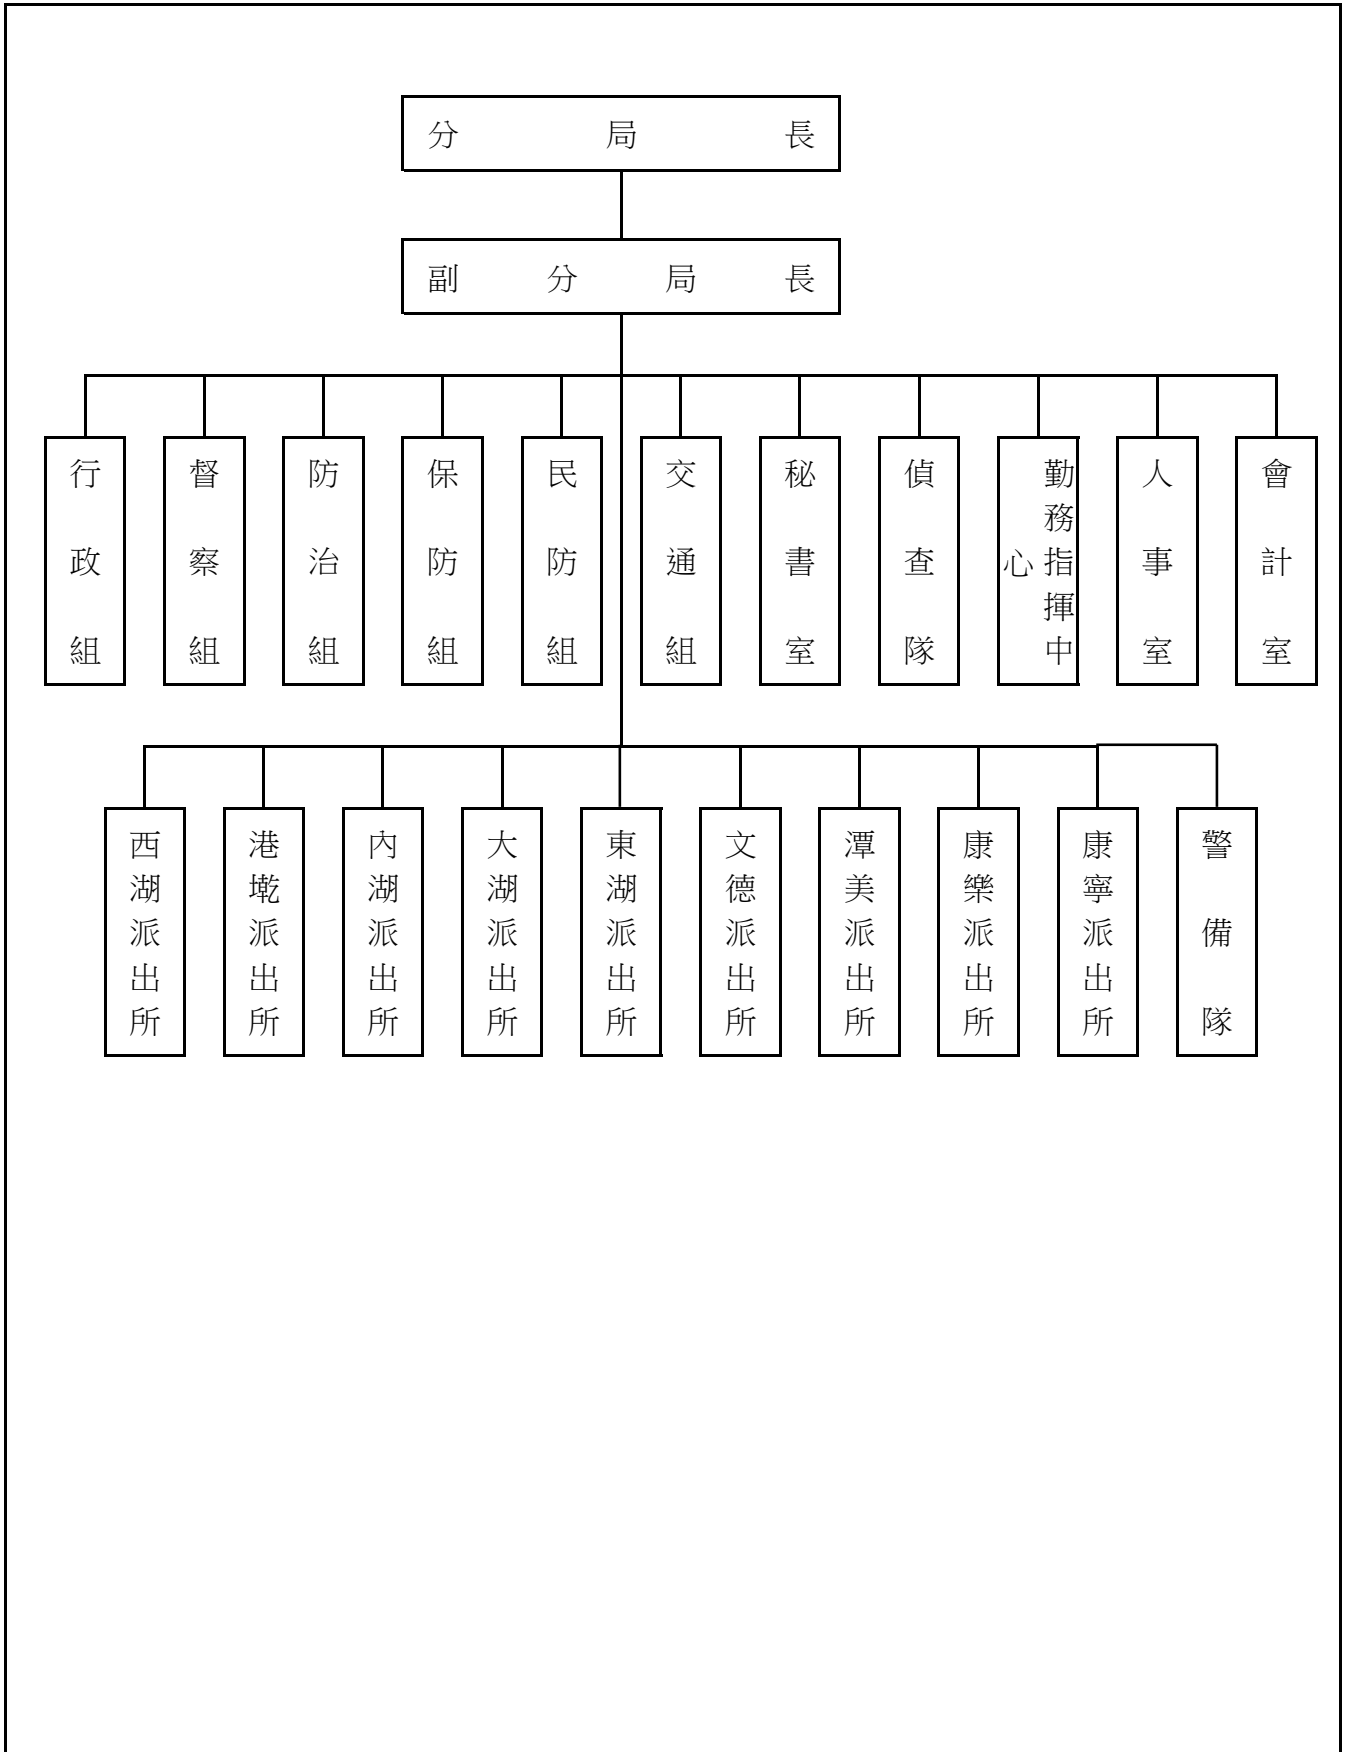 分局長
副分局長
行政組
督察組
防治組
保防組
民防組
交通組
秘書室
偵查隊
勤務指揮中
心
人事室
會計室
西湖派出所
港墘派出所
內湖派出所
大湖派出所
東湖派出所
文德派出所
潭美派出所
康樂派出所
康寧派出所
警備隊